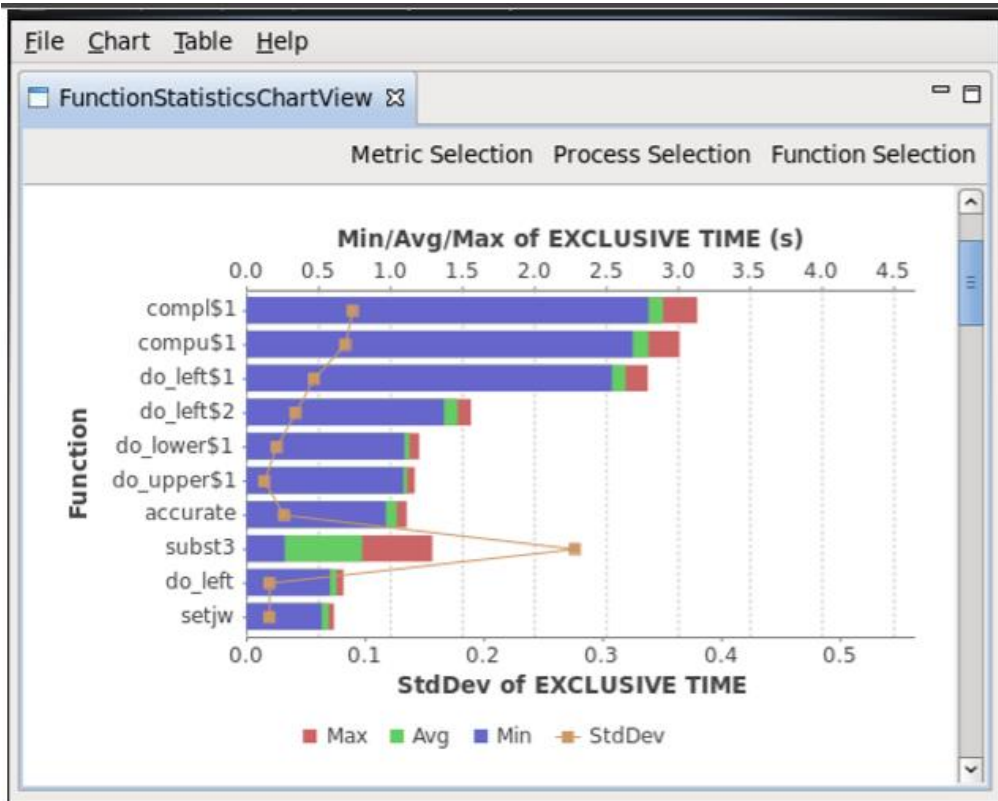 File Chart Table Help
FunctionStatisticsChartView
Metric Selection Process Selection Function Selection
Min/Avg/Max of EXCLUSIVE TIME (s)
0.0 0.5 1.0 1.5 2.0 2.5 3.0 3.5 4.0 4.5
Function
compl$1
compu$1
do_left$1
do_left$2
do_lower$1
do_upper$1
accurate
subst3
do_left
setjw
0.0 0.1 0.2 0.3 0.4 0.5
StdDev of EXCLUSIVE TIME
Max Avg Min StdDev